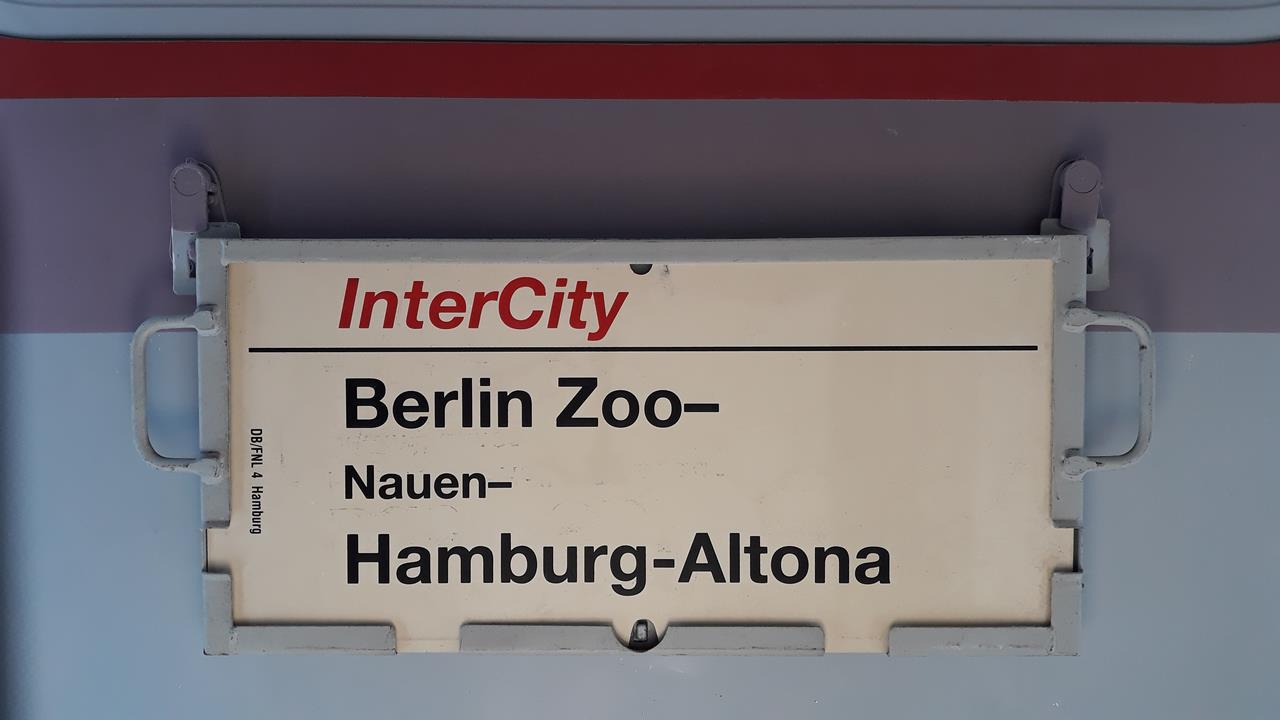 InterCity
Berlin Zoo–
Nauen–
Hamburg-Altona
DB/FNL 4 Hamburg